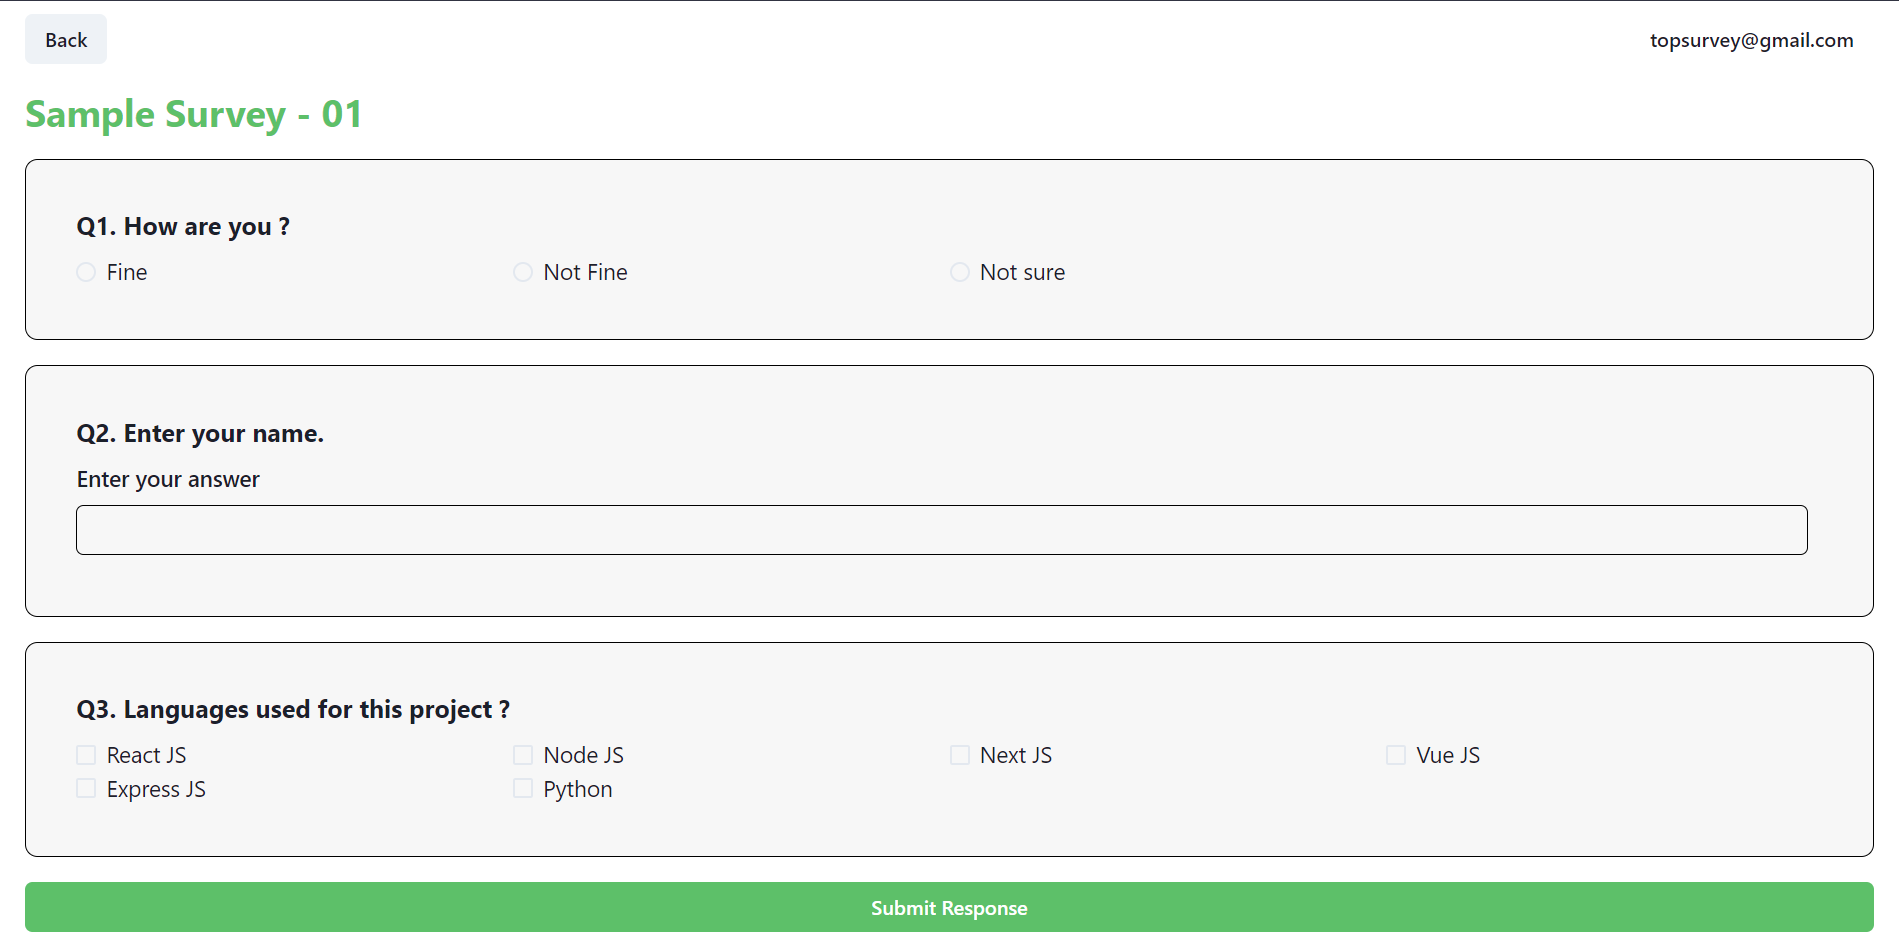 Back
topsurvey@gmail.com
Sample Survey - 01
Q1. How are you ?
Fine
Not Fine
Not sure
Q2. Enter your name.
Enter your answer
Q3. Languages used for this project ?
React JS
Node JS
Next JS
Vue JS
Express JS
Python
Submit Response